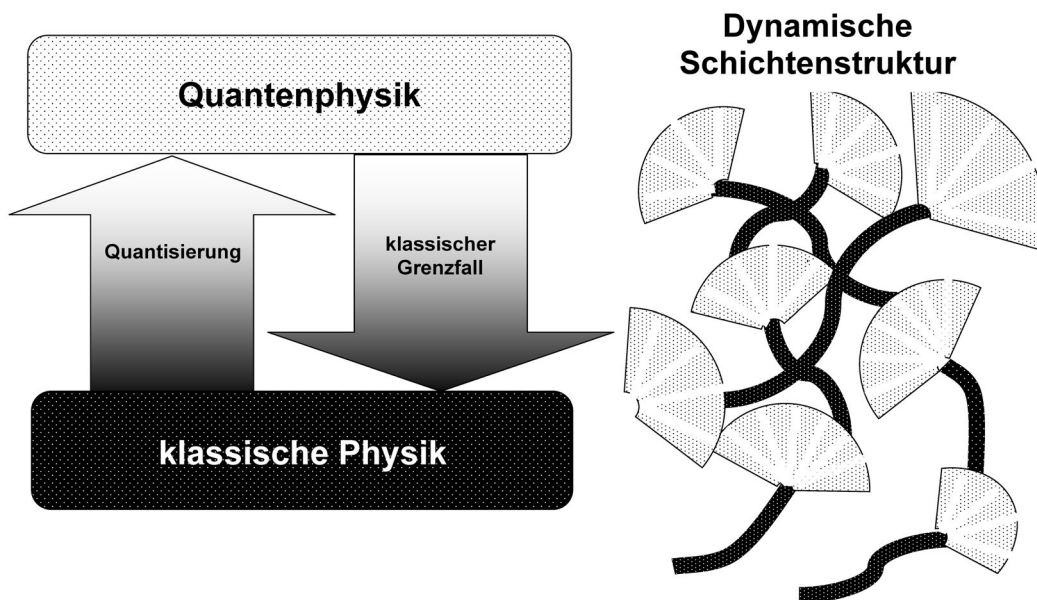 Quantenphysik
Quantisierung
klassischer
Grenzfall
klassische Physik
Dynamische
Schichtenstruktur